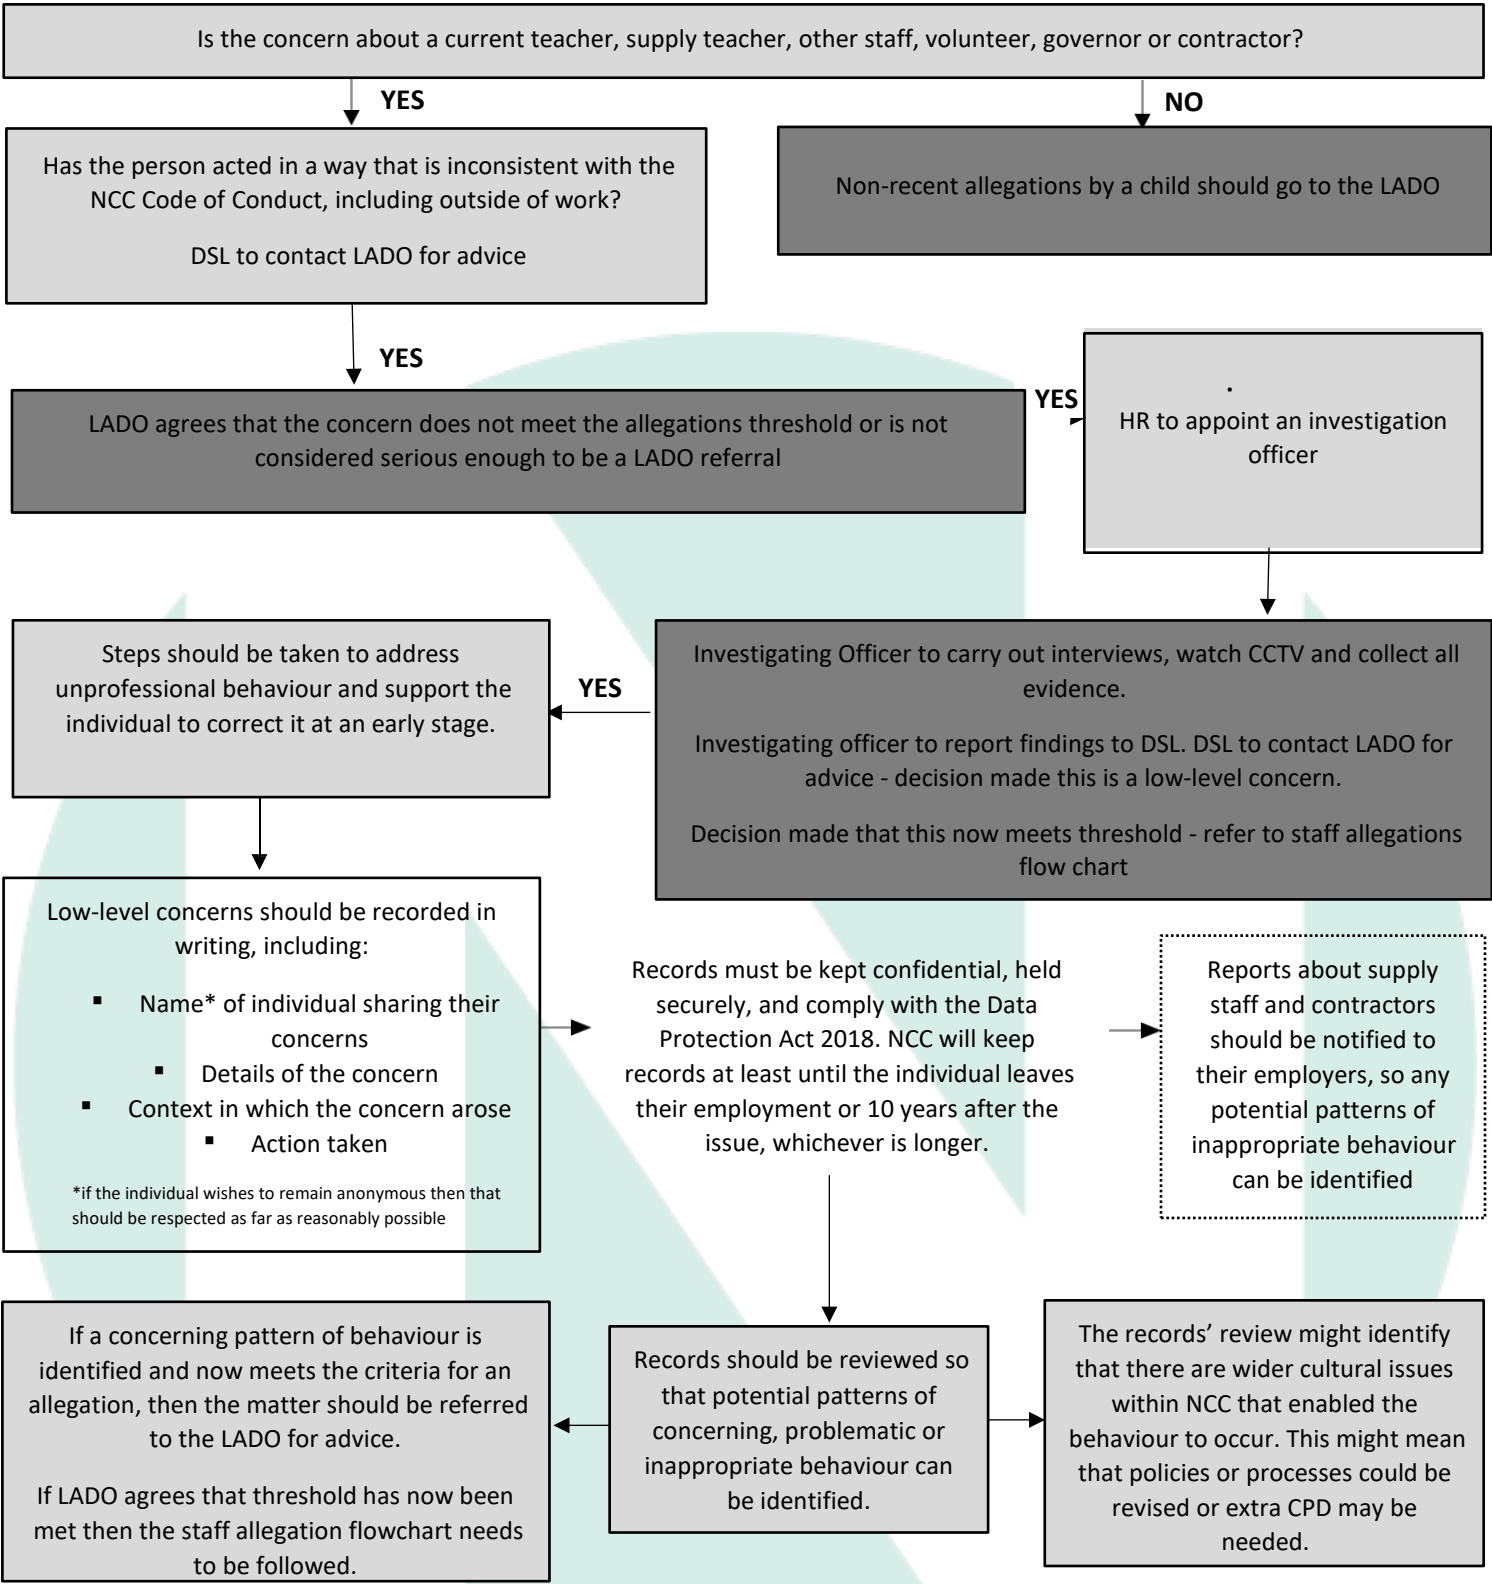 Is the concern about a current teacher, supply teacher, other staff, volunteer, governor or contractor?
YES
NO
Has the person acted in a way that is inconsistent with the
NCC Code of Conduct, including outside of work?
DSL to contact LADO for advice
Non-recent allegations by a child should go to the LADO
YES
LADO agrees that the concern does not meet the allegations threshold or is not
considered serious enough to be a LADO referral
YES
.
HR to appoint an investigation
officer
Steps should be taken to address
unprofessional behaviour and support the
individual to correct it at an early stage.
YES
Investigating Officer to carry out interviews, watch CCTV and collect all
evidence.
Investigating officer to report findings to DSL. DSL to contact LADO for
advice - decision made this is a low-level concern.
Decision made that this now meets threshold - refer to staff allegations
flow chart
Low-level concerns should be recorded in
writing, including:
▪ Name* of individual sharing their
concerns
▪ Details of the concern
▪ Context in which the concern arose
▪ Action taken
*if the individual wishes to remain anonymous then that
should be respected as far as reasonably possible
Records must be kept confidential, held
securely, and comply with the Data
Protection Act 2018. NCC will keep
records at least until the individual leaves
their employment or 10 years after the
issue, whichever is longer.
Reports about supply
staff and contractors
should be notified to
their employers, so any
potential patterns of
inappropriate behaviour
can be identified
If a concerning pattern of behaviour is
identified and now meets the criteria for an
allegation, then the matter should be referred
to the LADO for advice.
If LADO agrees that threshold has now been
met then the staff allegation flowchart needs
to be followed.
Records should be reviewed so
that potential patterns of
concerning, problematic or
inappropriate behaviour can
be identified.
The records’ review might identify
that there are wider cultural issues
within NCC that enabled the
behaviour to occur. This might mean
that policies or processes could be
revised or extra CPD may be
needed.